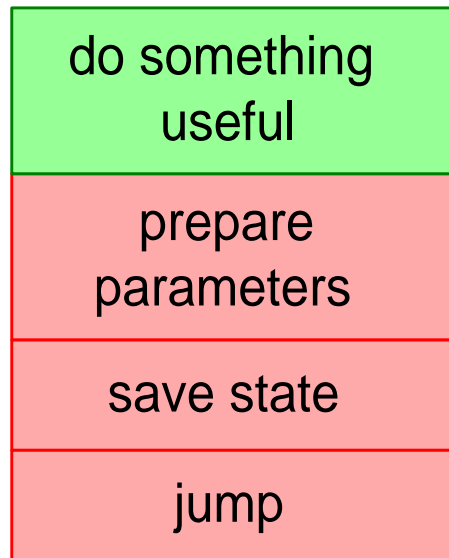 do something
useful
prepare
parameters
save state
jump